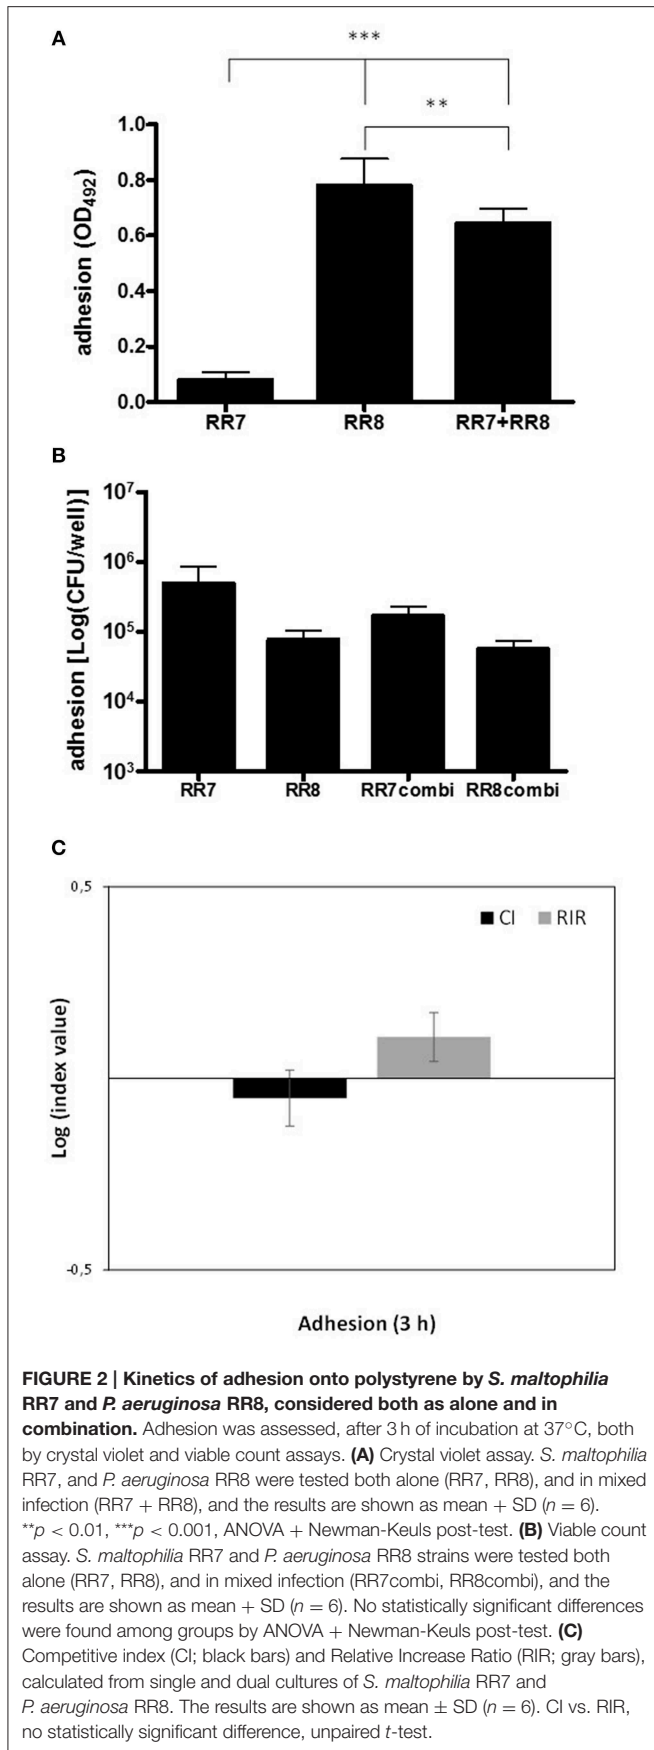 A
***
**
1.0
0.8
0.6
0.4
0.2
0.0
adhesion (OD492)
RR7 RR8 RR7+RR8
B
10^7
10^6
10^5
10^4
10^3
adhesion [Log(CFU/well)]
RR7 RR8 RR7combi RR8combi
C
0,5
CI RIR
Log (index value)
-0,5
Adhesion (3 h)
FIGURE 2 | Kinetics of adhesion onto polystyrene by S. maltophilia
RR7 and P. aeruginosa RR8, considered both as alone and in
combination. Adhesion was assessed, after 3 h of incubation at 37°C, both
by crystal violet and viable count assays. (A) Crystal violet assay. S. maltophilia
RR7, and P. aeruginosa RR8 were tested both alone (RR7, RR8), and in mixed
infection (RR7 + RR8), and the results are shown as mean + SD (n = 6).
**p < 0.01, ***p < 0.001, ANOVA + Newman-Keuls post-test. (B) Viable count
assay. S. maltophilia RR7 and P. aeruginosa RR8 strains were tested both
alone (RR7, RR8), and in mixed infection (RR7combi, RR8combi), and the
results are shown as mean + SD (n = 6). No statistically significant differences
were found among groups by ANOVA + Newman-Keuls post-test. (C)
Competitive index (CI; black bars) and Relative Increase Ratio (RIR; gray bars),
calculated from single and dual cultures of S. maltophilia RR7 and
P. aeruginosa RR8. The results are shown as mean ± SD (n = 6). CI vs. RIR,
no statistically significant difference, unpaired t-test.